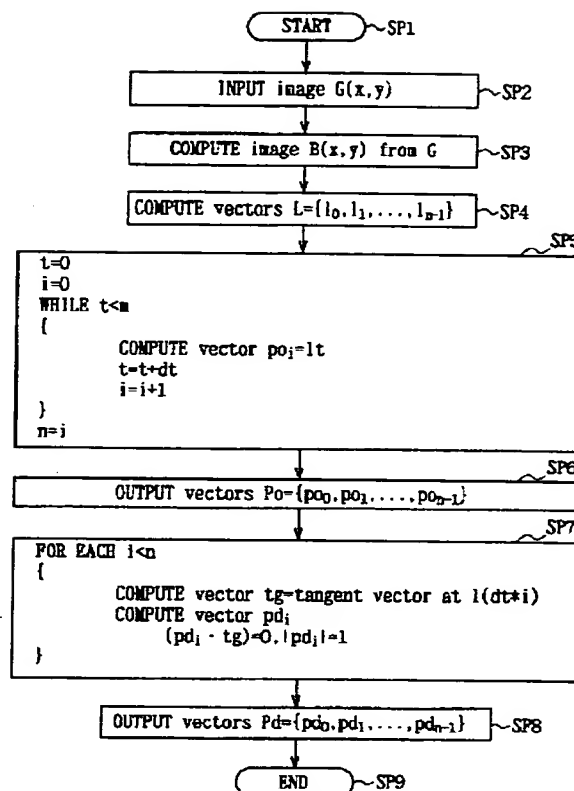 START SP1
INPUT image G(x,y) SP2
COMPUTE image B(x,y) from G SP3
COMPUTE vectors L={l0,l1,...,ln-1} SP4
SP5
t=0
i=0
WHILE t<m
{
COMPUTE vector poi=lt
t=t+dt
i=i+1
}
n=i
SP6
OUTPUT vectors Po={po0,po1,....,pon-1}
SP7
FOR EACH i<n
{
COMPUTE vector tg=tangent vector at l(dt*i)
COMPUTE vector pdi
(pdi · tg)=0,|pdi|=1
}
OUTPUT vectors Pd={pd0,pd1,....,pdn-1} SP8
END SP9